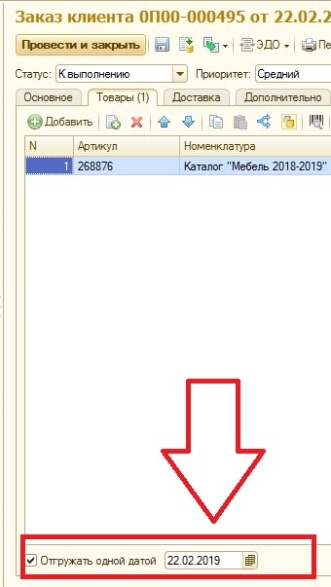 Заказ клиента 0П00-000495 от 22.02.2
Провести и закрыть ЭДО Пе
Статус: К выполнению Приоритет: Средний
Основное Товары (1) Доставка Дополнительно
Добавить
N Артикул Номенклатура
1 268876 Каталог "Мебель 2018-2019"
Отгружать одной датой 22.02.2019